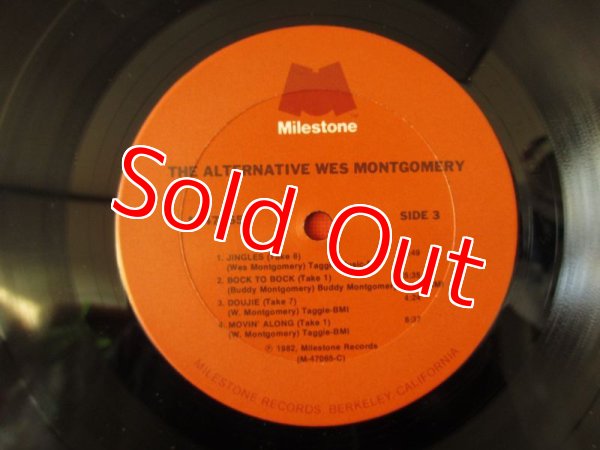 Milestone
THE ALTERNATIVE WES MONTGOMERY
Sold Out
SIDE 3
1. JINGLES (Take 8)
(Wes Montgomery) Taggie
2. BOCK TO BOCK (Take 1)
(Buddy Montgomery) Buddy Montgomery
3. DOUJIE (Take 7)
(W. Montgomery) Taggie-BMI
4. MOVIN' ALONG (Take 1) 8:37
(W. Montgomery) Taggie-BMI
℗ 1982, Milestone Records
(M-47065-C)
MILESTONE RECORDS, BERKELEY, CALIFORNIA